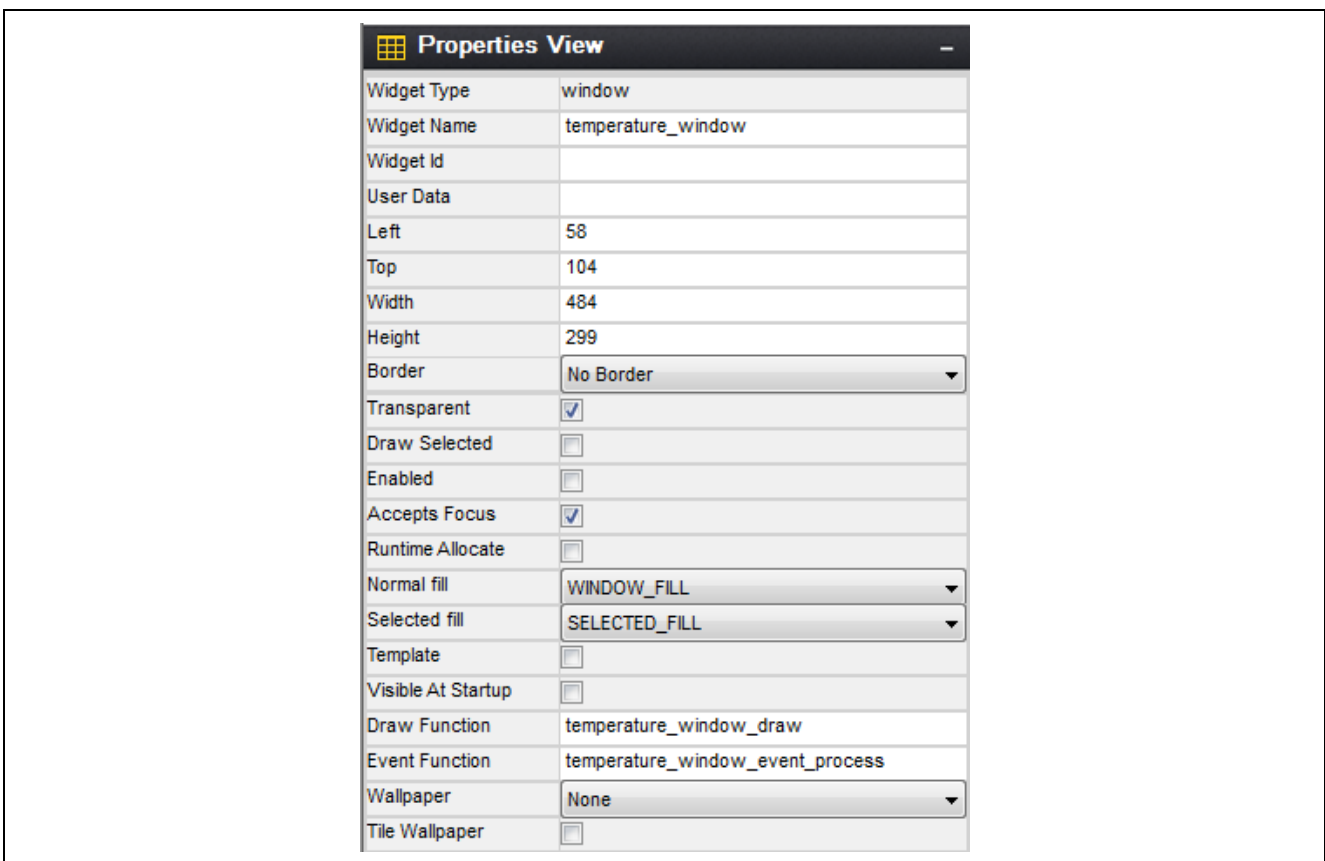 Properties View
Widget Type window
Widget Name temperature_window
Widget Id
User Data
Left 58
Top 104
Width 484
Height 299
Border No Border
Transparent
Draw Selected
Enabled
Accepts Focus
Runtime Allocate
Normal fill WINDOW_FILL
Selected fill SELECTED_FILL
Template
Visible At Startup
Draw Function temperature_window_draw
Event Function temperature_window_event_process
Wallpaper None
Tile Wallpaper